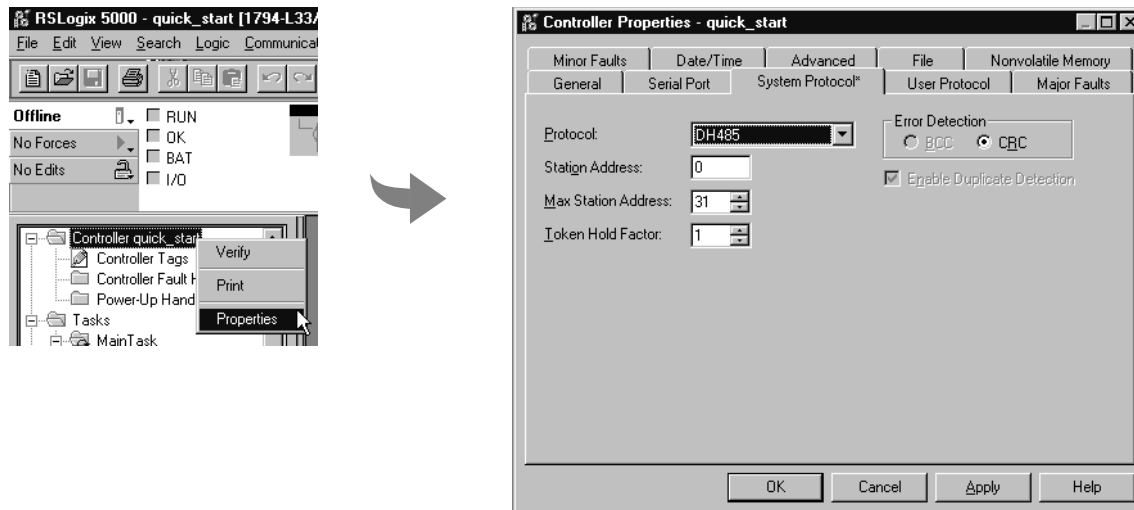 RSLogix 5000 - quick_start [1794-L33/
File Edit View Search Logic Communica
Offline
RUN
No Forces
OK
BAT
No Edits
I/O
Controller quick_star
Controller Tags
Controller Fault H
Power-Up Hand
Tasks
MainTask
Verify
Print
Properties
Controller Properties - quick_start
Minor Faults Date/Time Advanced File Nonvolatile Memory
General Serial Port System Protocol* User Protocol Major Faults
Protocol: DH485
Station Address: 0
Max Station Address: 31
Token Hold Factor: 1
Error Detection
BCC CRC
Enable Duplicate Detection
OK Cancel Apply Help